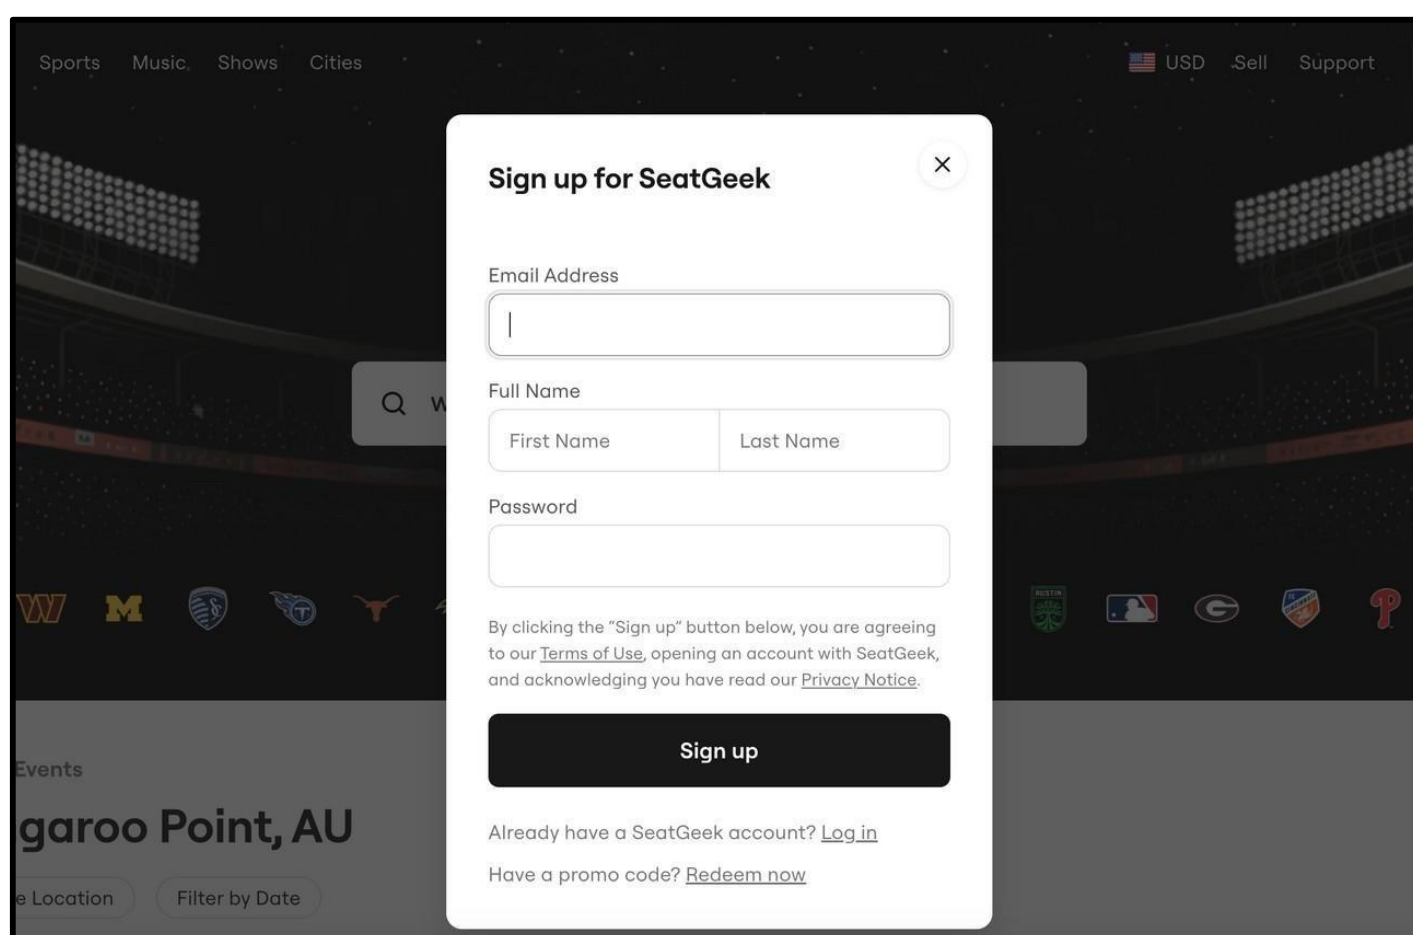 Sports Music Shows Cities USD Sell Support
Sign up for SeatGeek
Email Address
Full Name
First Name Last Name
Password
By clicking the "Sign up" button below, you are agreeing
to our Terms of Use, opening an account with SeatGeek,
and acknowledging you have read our Privacy Notice.
Sign up
Already have a SeatGeek account? Log in
Have a promo code? Redeem now
W
M
T
AUSTIN
G
P
Events
garoo Point, AU
e Location Filter by Date